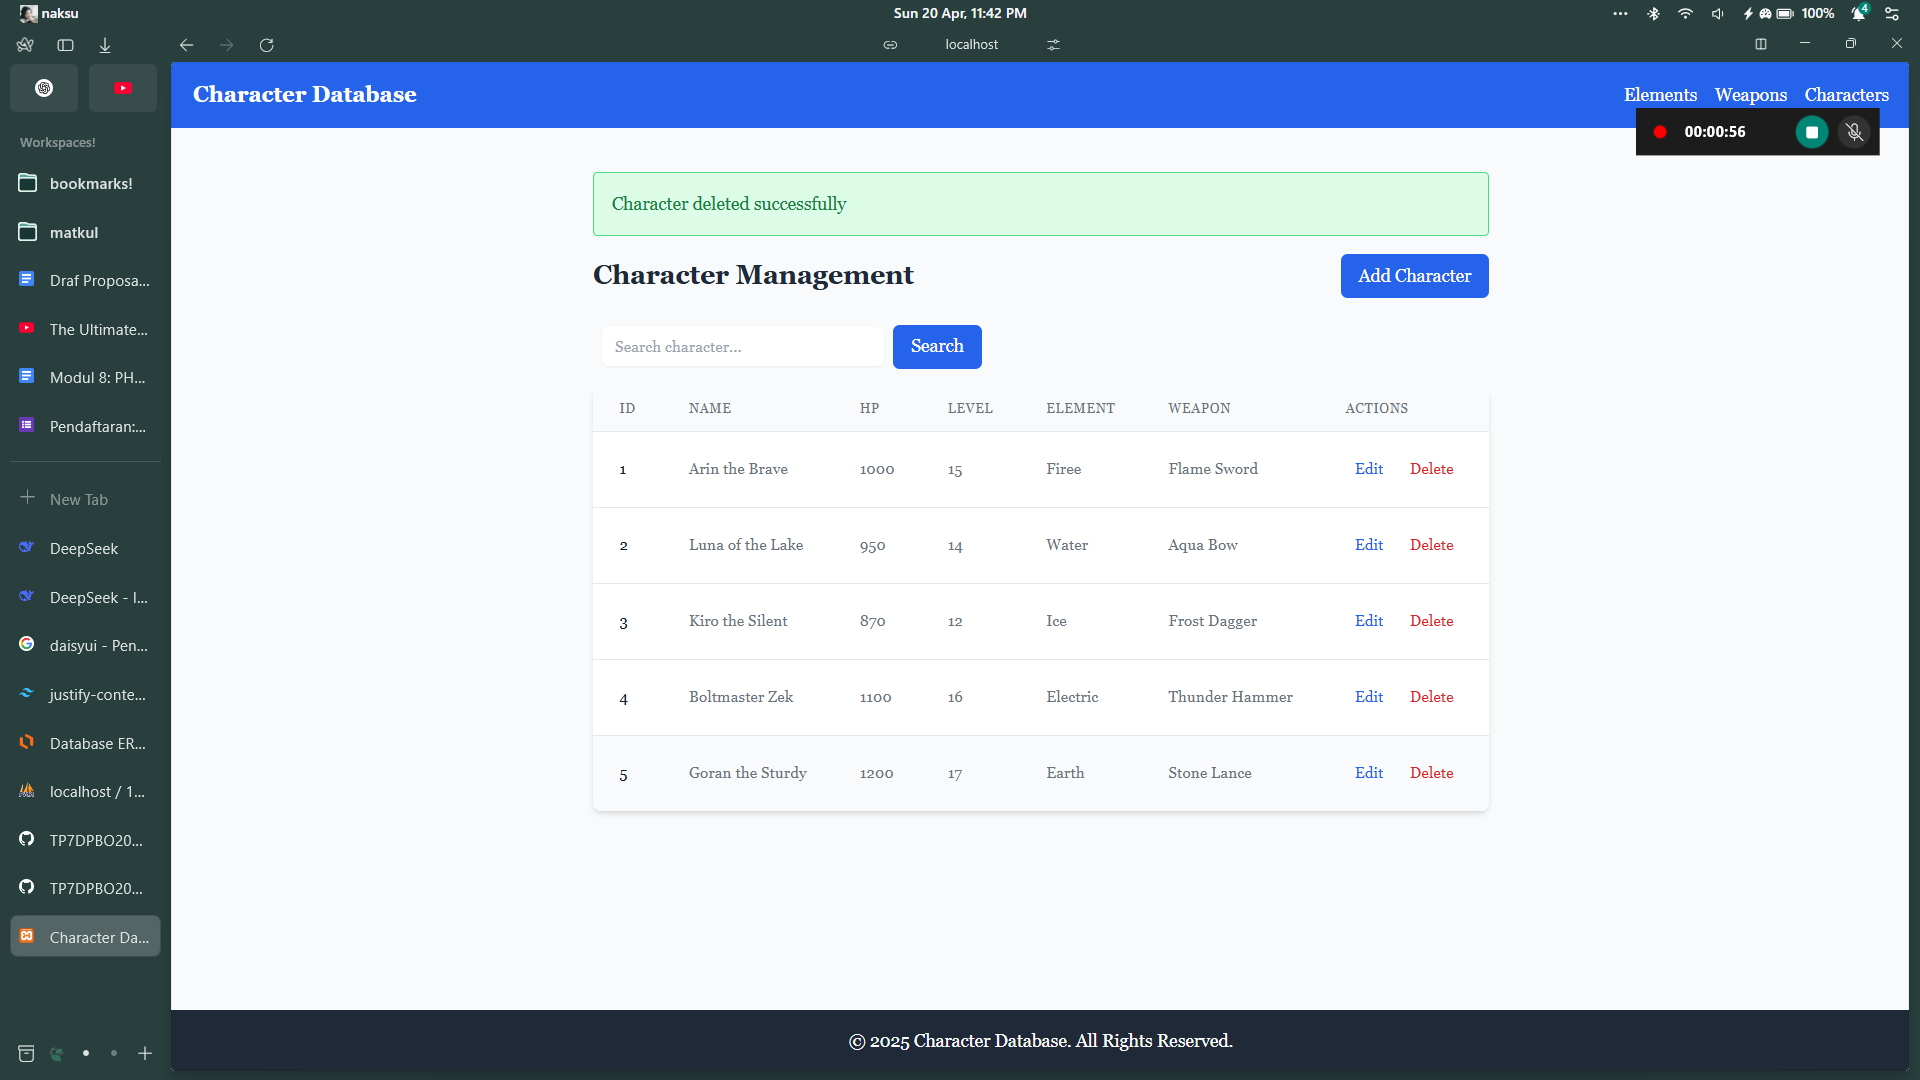 naksu
Sun 20 Apr, 11:42 PM
100%
4
localhost
Workspaces!
bookmarks!
matkul
Draf Proposa...
The Ultimate...
Modul 8: PH...
Pendaftaran:...
New Tab
DeepSeek
DeepSeek - I...
daisyui - Pen...
justify-conte...
Database ER...
localhost / 1...
TP7DPBO20...
TP7DPBO20...
Character Da...
Character Database
Elements Weapons Characters
00:00:56
Character deleted successfully
Character Management
Add Character
Search character...
Search
ID NAME HP LEVEL ELEMENT WEAPON ACTIONS
1 Arin the Brave 1000 15 Firee Flame Sword Edit Delete
2 Luna of the Lake 950 14 Water Aqua Bow Edit Delete
3 Kiro the Silent 870 12 Ice Frost Dagger Edit Delete
4 Boltmaster Zek 1100 16 Electric Thunder Hammer Edit Delete
5 Goran the Sturdy 1200 17 Earth Stone Lance Edit Delete
© 2025 Character Database. All Rights Reserved.